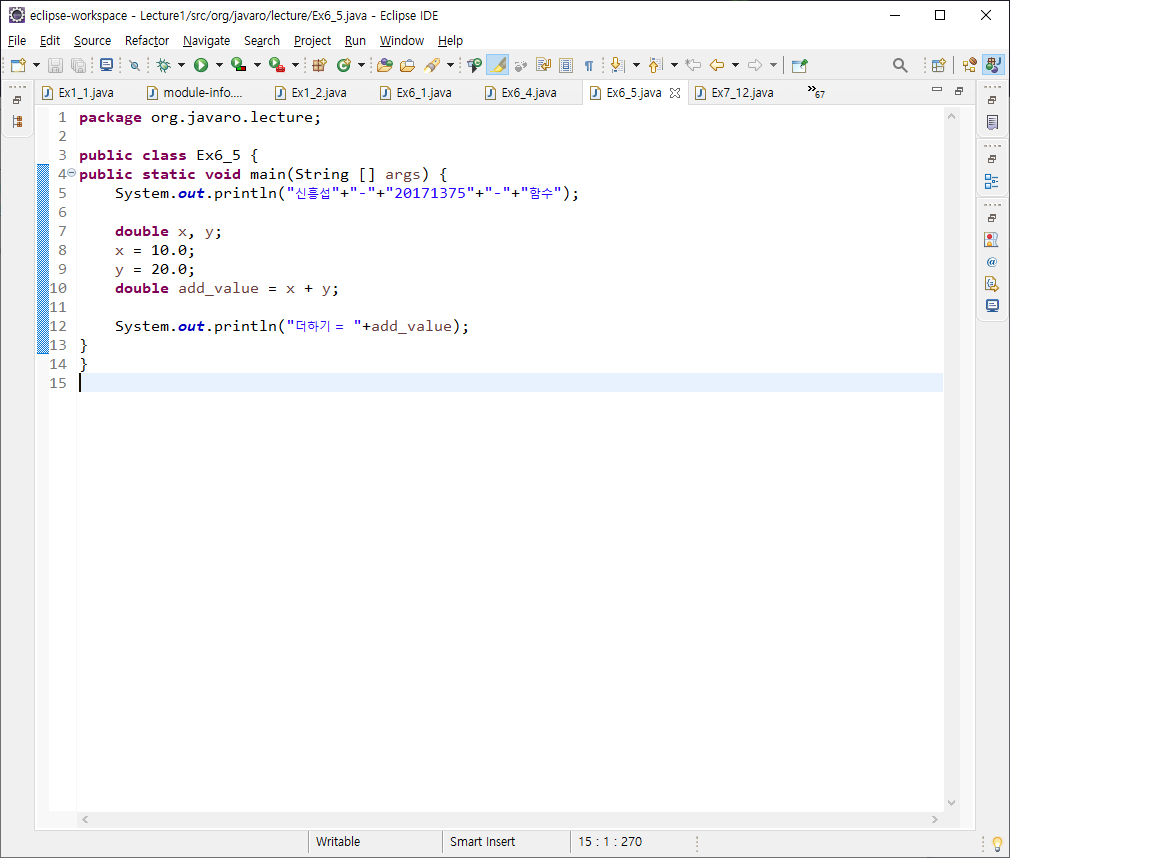 eclipse-workspace - Lecture1/src/org/javaro/lecture/Ex6_5.java - Eclipse IDE
File Edit Source Refactor Navigate Search Project Run Window Help
Ex1_1.java module-info.... Ex1_2.java Ex6_1.java Ex6_4.java Ex6_5.java Ex7_12.java »67
1 package org.javaro.lecture;
2
3 public class Ex6_5 {
4 public static void main(String [] args) {
5 System.out.println("신흥섭"+"-"+"20171375"+"-"+"함수");
6
7 double x, y;
8 x = 10.0;
9 y = 20.0;
10 double add_value = x + y;
11
12 System.out.println("더하기 = "+add_value);
13 }
14 }
15
Writable Smart Insert 15 : 1 : 270